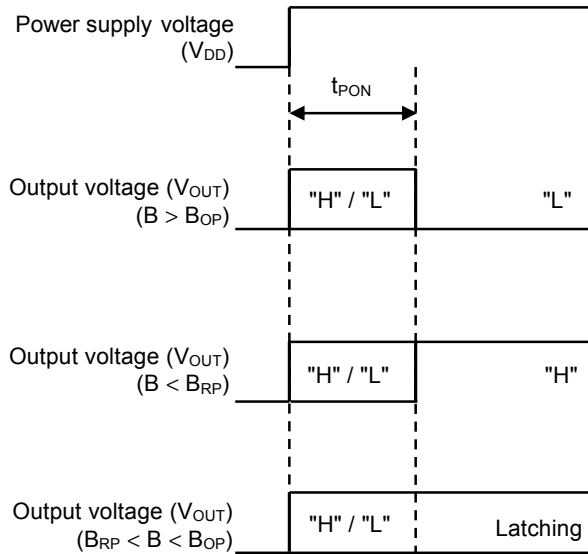 Power supply voltage
(VDD)
tPON
Output voltage (VOUT)
(B > BOP)
"H" / "L"
"L"
Output voltage (VOUT)
(B < BRP)
"H" / "L"
"H"
Output voltage (VOUT)
(BRP < B < BOP)
"H" / "L"
Latching